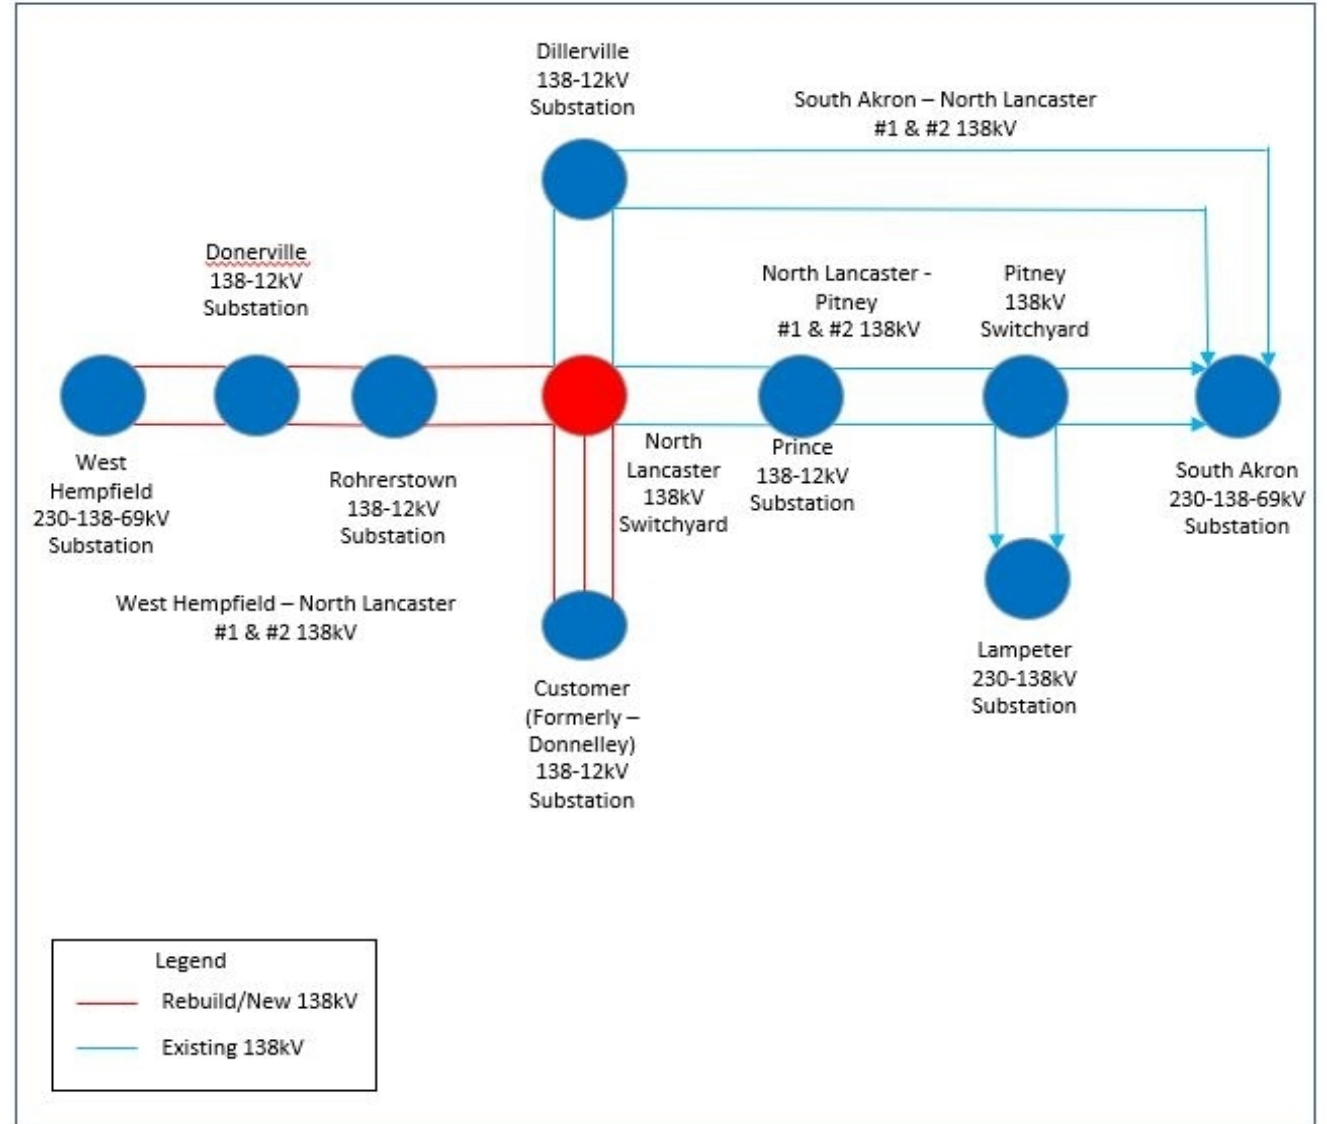 Dillerville
138-12kV
Substation
South Akron – North Lancaster
#1 & #2 138kV
Donerville
138-12kV
Substation
North Lancaster -
Pitney
#1 & #2 138kV
Pitney
138kV
Switchyard
West
Hempfield
230-138-69kV
Substation
Rohrerstown
138-12kV
Substation
North
Lancaster
138kV
Switchyard
Prince
138-12kV
Substation
South Akron
230-138-69kV
Substation
West Hempfield – North Lancaster
#1 & #2 138kV
Customer
(Formerly –
Donnelley)
138-12kV
Substation
Lampeter
230-138kV
Substation
Legend
Rebuild/New 138kV
Existing 138kV